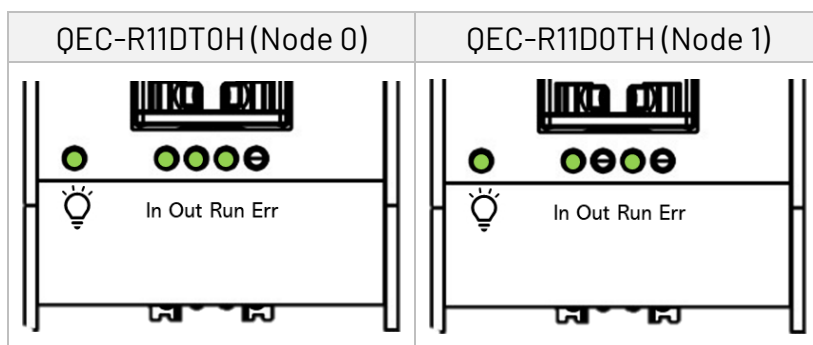 QEC-R11DT0H (Node 0)
QEC-R11D0TH (Node 1)
In Out Run Err
In Out Run Err